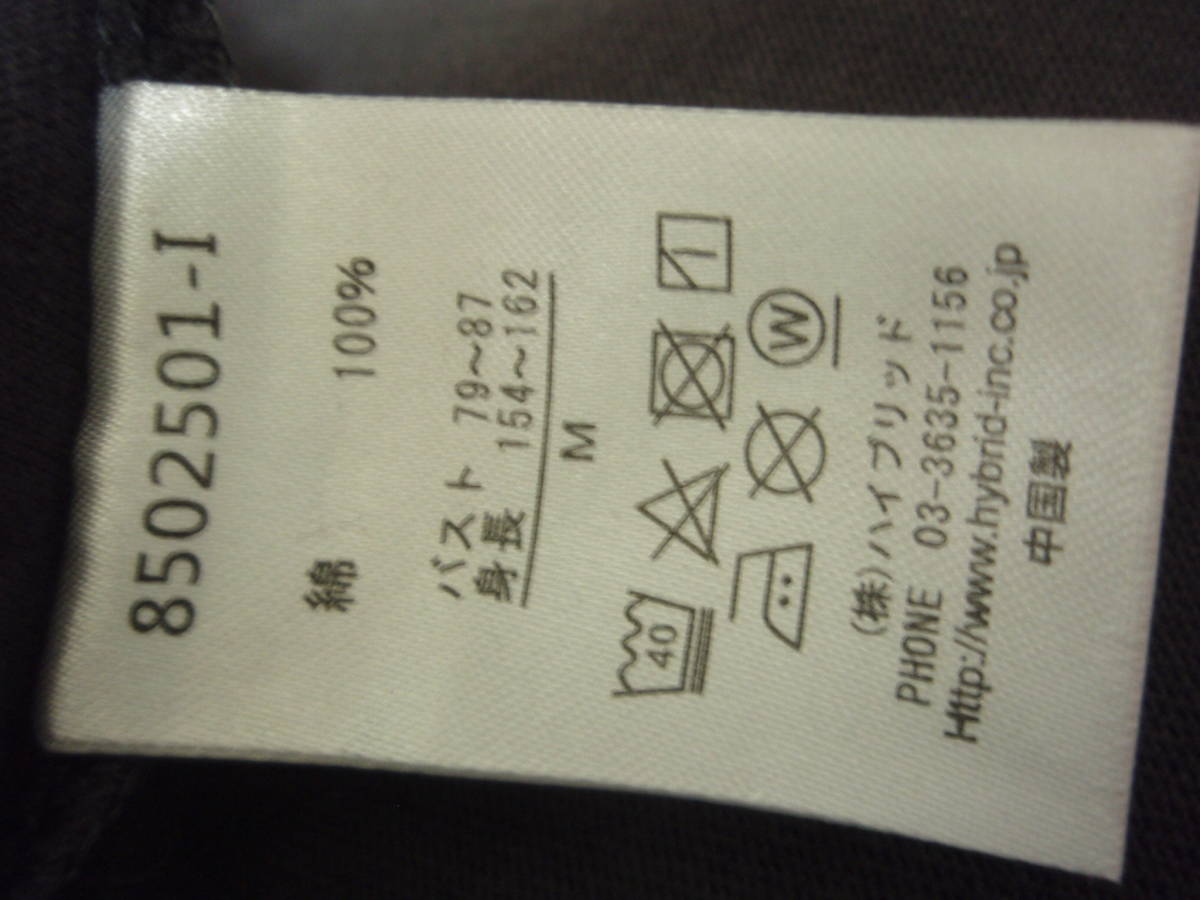 8502501-I
綿 100%
バスト 79~87
身長 154~162
M
40
W
(株)ハイブリッド
PHONE 03-3635-1156
Http://www.hybrid-inc.co.jp
中国製